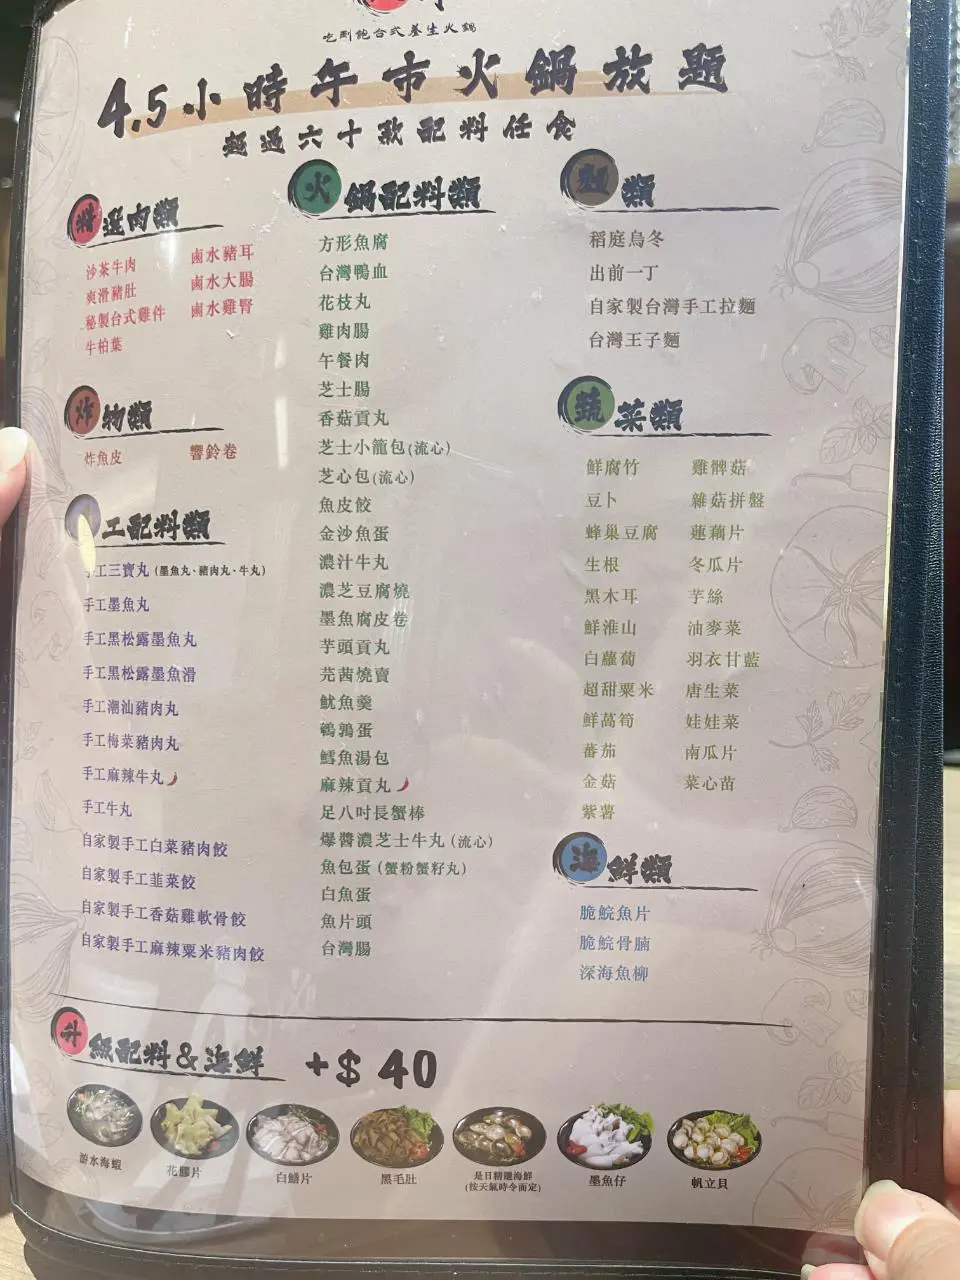 吃到飽台式養生火鍋
4.5小時午市火鍋放題
超過六十款配料任食
精選肉類
沙茶牛肉 鹵水豬耳
爽滑豬肚 鹵水大腸
秘製台式雞件 鹵水雞腎
牛柏葉
炸物類
炸魚皮 響鈴卷
工配料類
手工三寶丸(墨魚丸、豬肉丸、牛丸)
手工墨魚丸
手工黑松露墨魚丸
手工黑松露墨魚滑
手工潮汕豬肉丸
手工梅菜豬肉丸
手工麻辣牛丸
手工牛丸
自家製手工白菜豬肉餃
自家製手工韮菜餃
自家製手工香菇雞軟骨餃
自家製手工麻辣粟米豬肉餃
火鍋配料類
方形魚腐
台灣鴨血
花枝丸
雞肉腸
午餐肉
芝士腸
香菇貢丸
芝士小籠包(流心)
芝心包(流心)
魚皮餃
金沙魚蛋
濃汁牛丸
濃芝豆腐燒
墨魚腐皮卷
芋頭貢丸
芫茜燒賣
魷魚羹
鵪鶉蛋
鱈魚湯包
麻辣貢丸
足八吋長蟹棒
爆醬濃芝士牛丸(流心)
魚包蛋(蟹粉蟹籽丸)
白魚蛋
魚片頭
台灣腸
麵類
稻庭烏冬
出前一丁
自家製台灣手工拉麵
台灣王子麵
蔬菜類
鮮腐竹 雞髀菇
豆卜 雜菇拼盤
蜂巢豆腐 蓮藕片
生根 冬瓜片
黑木耳 芋絲
鮮淮山 油麥菜
白蘿蔔 羽衣甘藍
超甜粟米 唐生菜
鮮萵筍 娃娃菜
蕃茄 南瓜片
金菇 菜心苗
紫薯
海鮮類
脆鯇魚片
脆鯇骨腩
深海魚柳
升級配料&海鮮 +$40
游水海蝦
花膠片
白鱔片
黑毛肚
是日精選海鮮
(按天氣時令而定)
墨魚仔
帆立貝